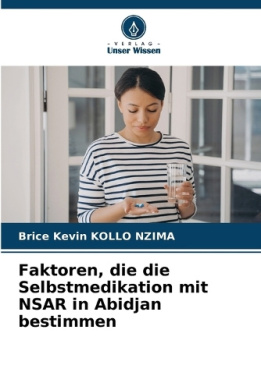 - VERLAG -
Unser Wissen
Brice Kevin KOLLO NZIMA
Faktoren, die die
Selbstmedikation mit
NSAR in Abidjan
bestimmen